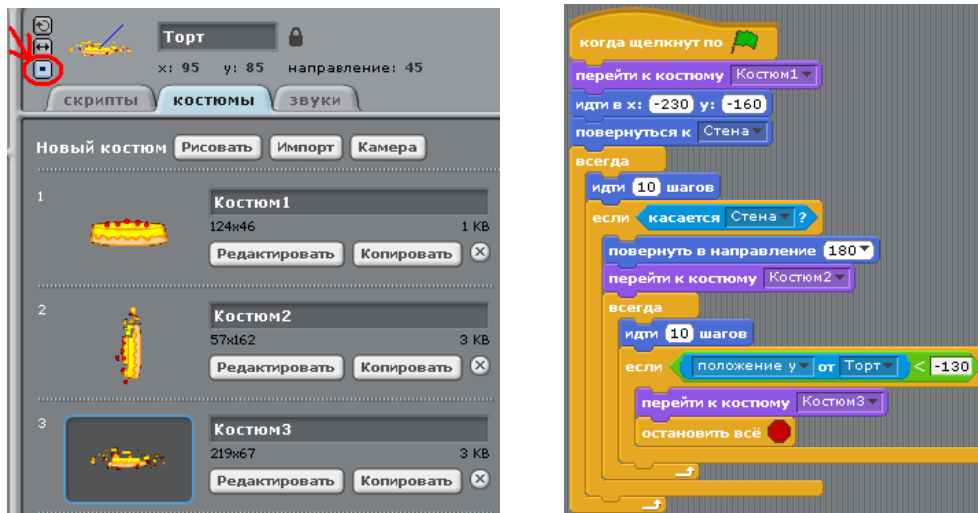 Торт
x: 95 y: 85 направление: 45
скрипты костюмы звуки
Новый костюм Рисовать Импорт Камера
1
Костюм1
124x46 1 KB
Редактировать Копировать
2
Костюм2
57x162 3 KB
Редактировать Копировать
3
Костюм3
219x67 3 KB
Редактировать Копировать
когда щелкнут по
перейти к костюму Костюм1
идти в x: -230 y: -160
повернуться к Стена
всегда
идти 10 шагов
если касается Стена ?
повернуть в направление 180
перейти к костюму Костюм2
всегда
идти 10 шагов
если положение y от Торт < -130
перейти к костюму Костюм3
остановить всё